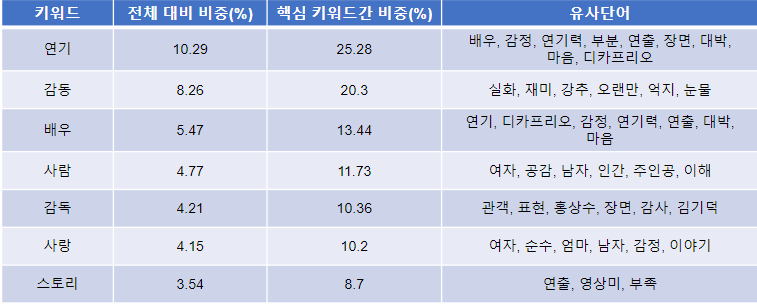 키워드 전체 대비 비중(%) 핵심 키워드간 비중(%) 유사단어
연기 10.29 25.28 배우, 감정, 연기력, 부분, 연출, 장면, 대박,
마음, 디카프리오
감동 8.26 20.3 실화, 재미, 강추, 오랜만, 억지, 눈물
배우 5.47 13.44 연기, 디카프리오, 감정, 연기력, 연출, 대박,
마음
사람 4.77 11.73 여자, 공감, 남자, 인간, 주인공, 이해
감독 4.21 10.36 관객, 표현, 홍상수, 장면, 감사, 김기덕
사랑 4.15 10.2 여자, 순수, 엄마, 남자, 감정, 이야기
스토리 3.54 8.7 연출, 영상미, 부족